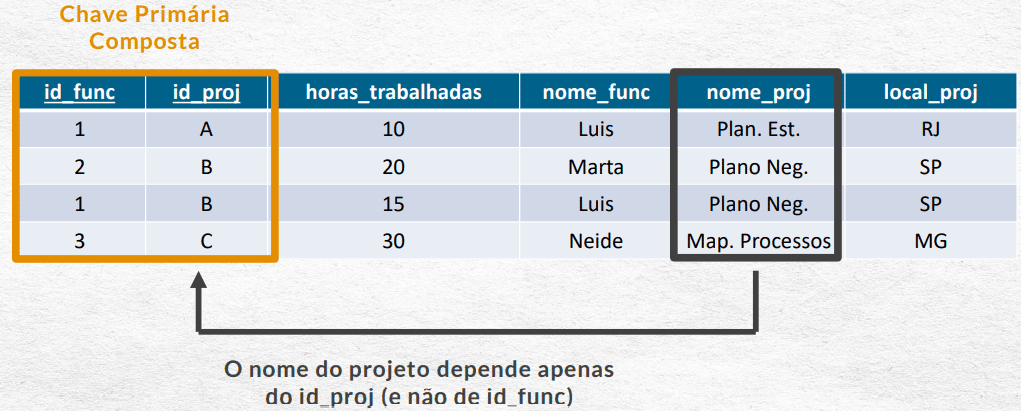 Chave Primária
Composta
id_func id_proj horas_trabalhadas nome_func nome_proj local_proj
1 A 10 Luis Plan. Est. RJ
2 B 20 Marta Plano Neg. SP
1 B 15 Luis Plano Neg. SP
3 C 30 Neide Map. Processos MG
O nome do projeto depende apenas
do id_proj (e não de id_func)